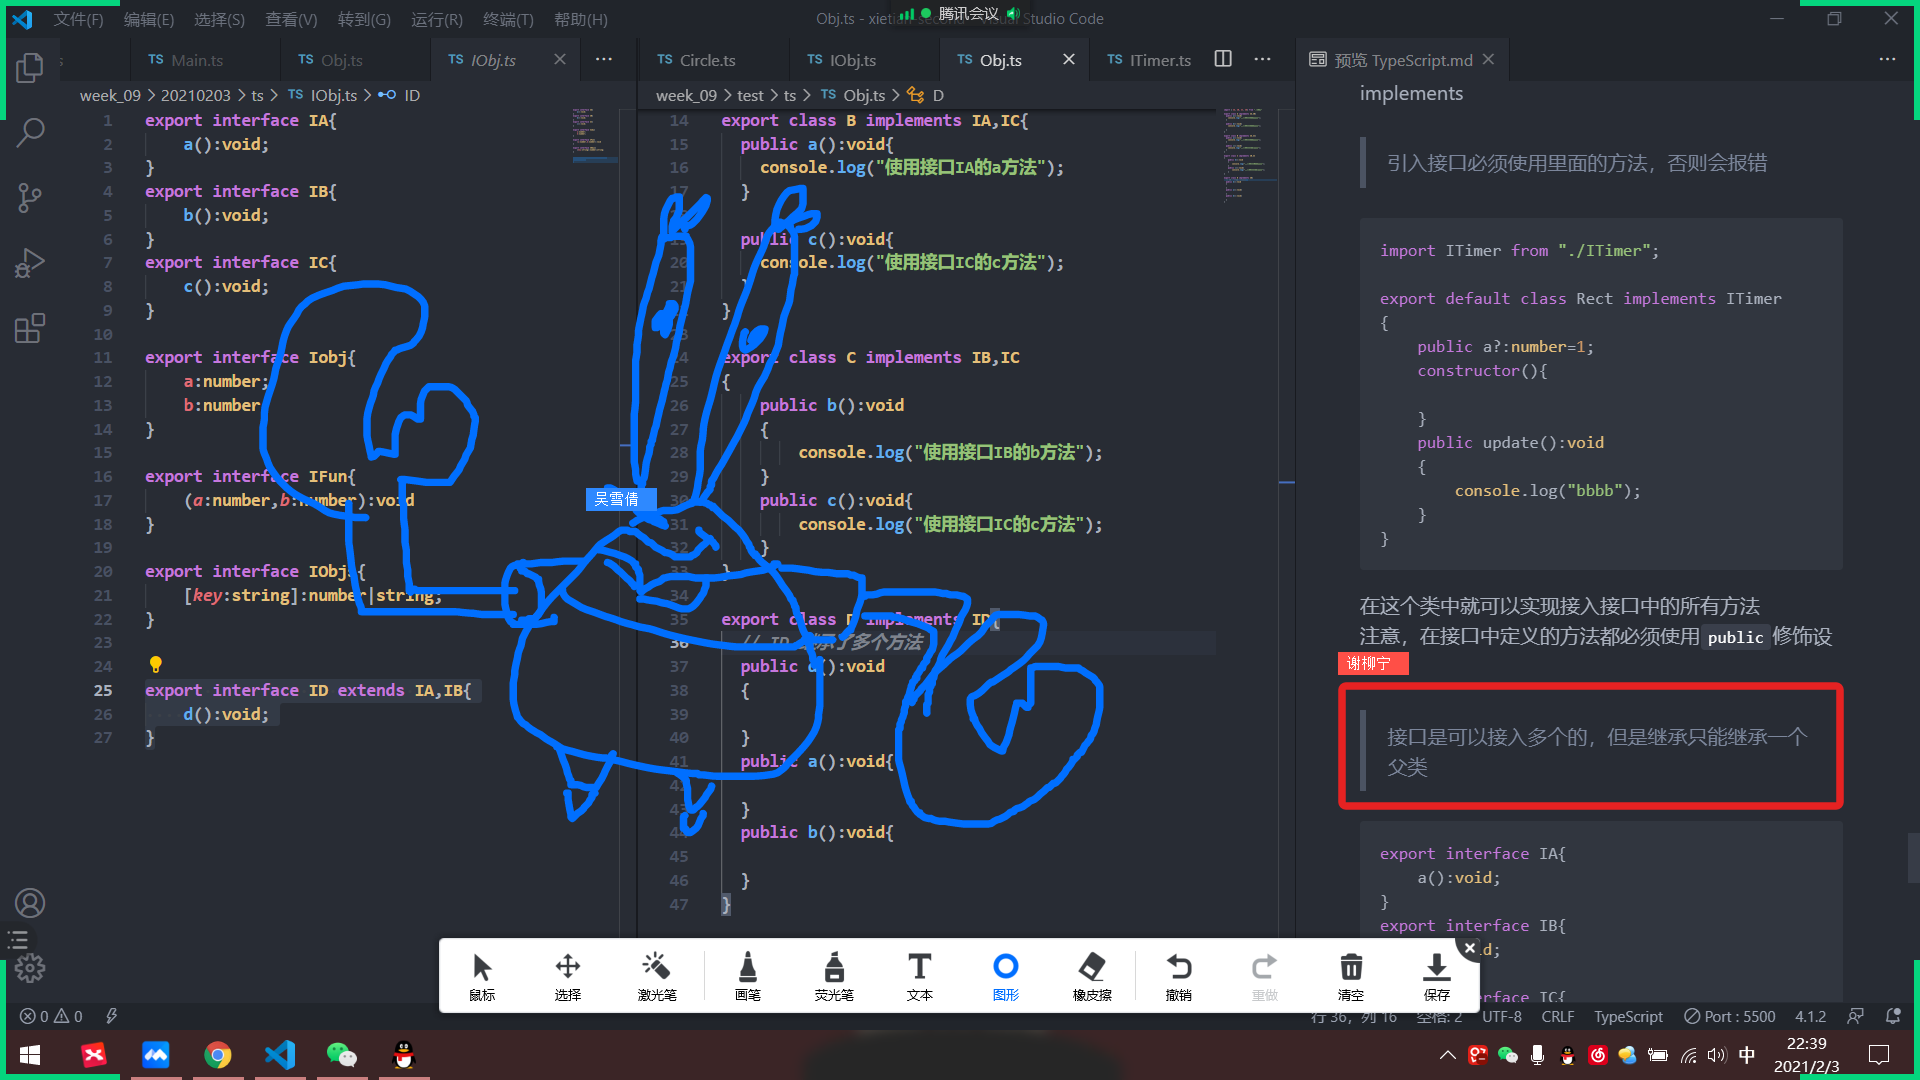 文件(F) 编辑(E) 选择(S) 查看(V) 转到(G) 运行(R) 终端(T) 帮助(H)
Obj.ts - xietian-second - Visual Studio Code
腾讯会议
TS Main.ts
TS Obj.ts
TS IObj.ts
TS Circle.ts
TS IObj.ts
TS Obj.ts
TS ITimer.ts
预览 TypeScript.md
week_09 > 20210203 > ts > TS IObj.ts > ID
1 export interface IA{
2 a():void;
3 }
4 export interface IB{
5 b():void;
6 }
7 export interface IC{
8 c():void;
9 }
10
11 export interface Iobj{
12 a:number;
13 b:number
14 }
15
16 export interface IFun{
17 (a:number,b:number):void
18 }
19
20 export interface IObjs{
21 [key:string]:number|string;
22 }
23
24
25 export interface ID extends IA,IB{
26 d():void;
27 }
week_09 > test > ts > TS Obj.ts > D
14 export class B implements IA,IC{
15 public a():void{
16 console.log("使用接口IA的a方法");
17 }
19 public c():void{
20 console.log("使用接口IC的c方法");
21
}
24 export class C implements IB,IC
25 {
26 public b():void
27 {
28 console.log("使用接口IB的b方法");
29 }
30 public c():void{
31 console.log("使用接口IC的c方法");
32 }
33 }
34
35 export class D implements ID{
36 // ID 继承了多个方法
37 public d():void
38 {
39
40 }
41 public a():void{
42
43 }
44 public b():void{
45
46 }
47 }
吴雪倩
implements
引入接口必须使用里面的方法，否则会报错
import ITimer from "./ITimer";
export default class Rect implements ITimer
{
public a?:number=1;
constructor(){
}
public update():void
{
console.log("bbbb");
}
}
在这个类中就可以实现接入接口中的所有方法
注意，在接口中定义的方法都必须使用 public 修饰设
谢柳宁
接口是可以接入多个的，但是继承只能继承一个
父类
export interface IA{
a():void;
}
export interface IB{
d;
rface IC{
鼠标 选择 激光笔 画笔 荧光笔 文本 图形 橡皮擦 撤销 重做 清空 保存
0 0
行 36，列 16 空格: 2 UTF-8 CRLF TypeScript Port : 5500 4.1.2
中
22:39
2021/2/3